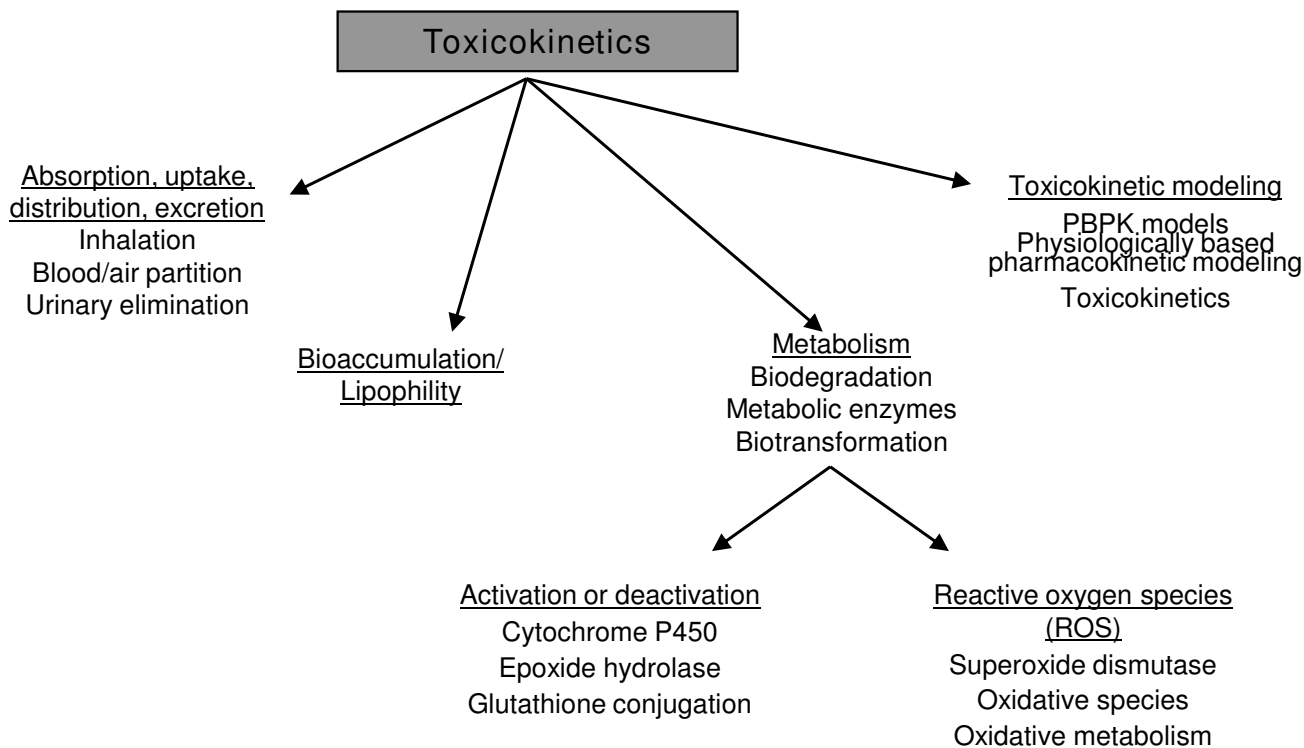 Toxicokinetics
Absorption, uptake,
distribution, excretion
Inhalation
Blood/air partition
Urinary elimination
Bioaccumulation/
Lipophility
Metabolism
Biodegradation
Metabolic enzymes
Biotransformation
Toxicokinetic modeling
PBPK models
Physiologically based
pharmacokinetic modeling
Toxicokinetics
Activation or deactivation
Cytochrome P450
Epoxide hydrolase
Glutathione conjugation
Reactive oxygen species
(ROS)
Superoxide dismutase
Oxidative species
Oxidative metabolism